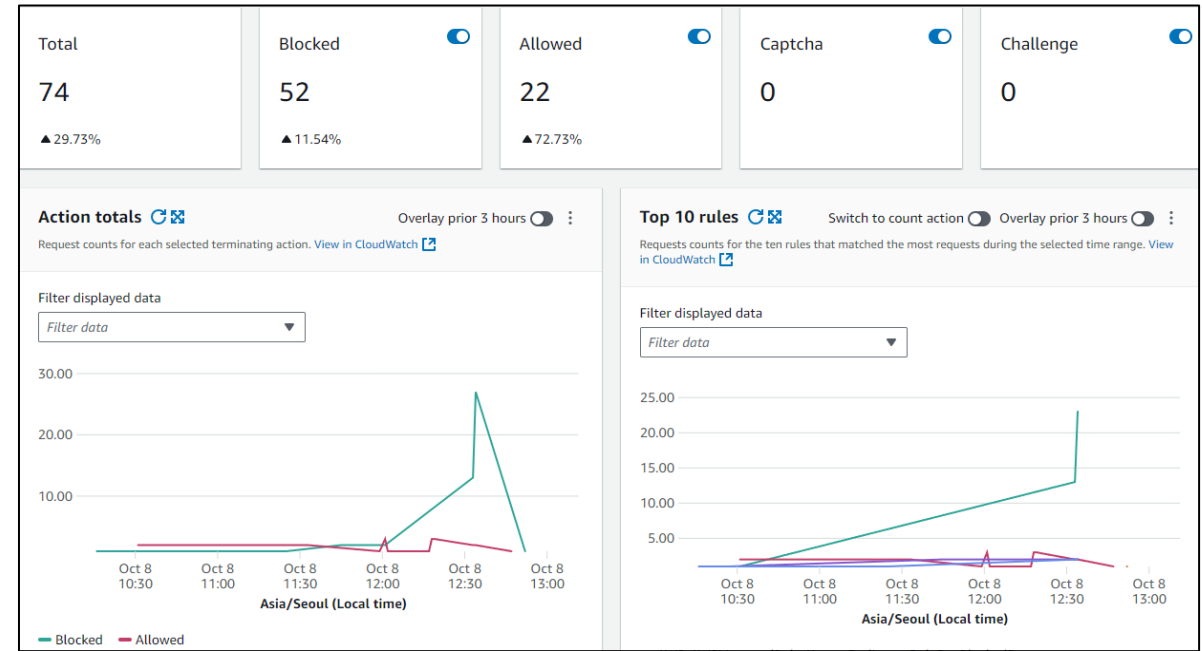 Total
74
▲29.73%
Blocked
52
▲11.54%
Allowed
22
▲72.73%
Captcha
0
Challenge
0
Action totals
Overlay prior 3 hours
Request counts for each selected terminating action. View in CloudWatch
Filter displayed data
Filter data
30.00
20.00
10.00
Oct 8 Oct 8 Oct 8 Oct 8 Oct 8 Oct 8
10:30 11:00 11:30 12:00 12:30 13:00
Asia/Seoul (Local time)
Blocked Allowed
Top 10 rules
Switch to count action Overlay prior 3 hours
Requests counts for the ten rules that matched the most requests during the selected time range. View
in CloudWatch
Filter displayed data
Filter data
25.00
20.00
15.00
10.00
5.00
Oct 8 Oct 8 Oct 8 Oct 8 Oct 8 Oct 8
10:30 11:00 11:30 12:00 12:30 13:00
Asia/Seoul (Local time)